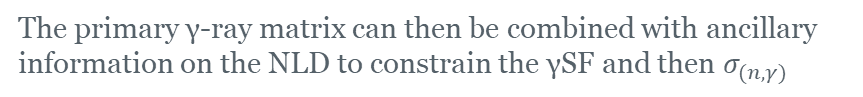 The primary γ-ray matrix can then be combined with ancillary
information on the NLD to constrain the γSF and then σ(n,γ)